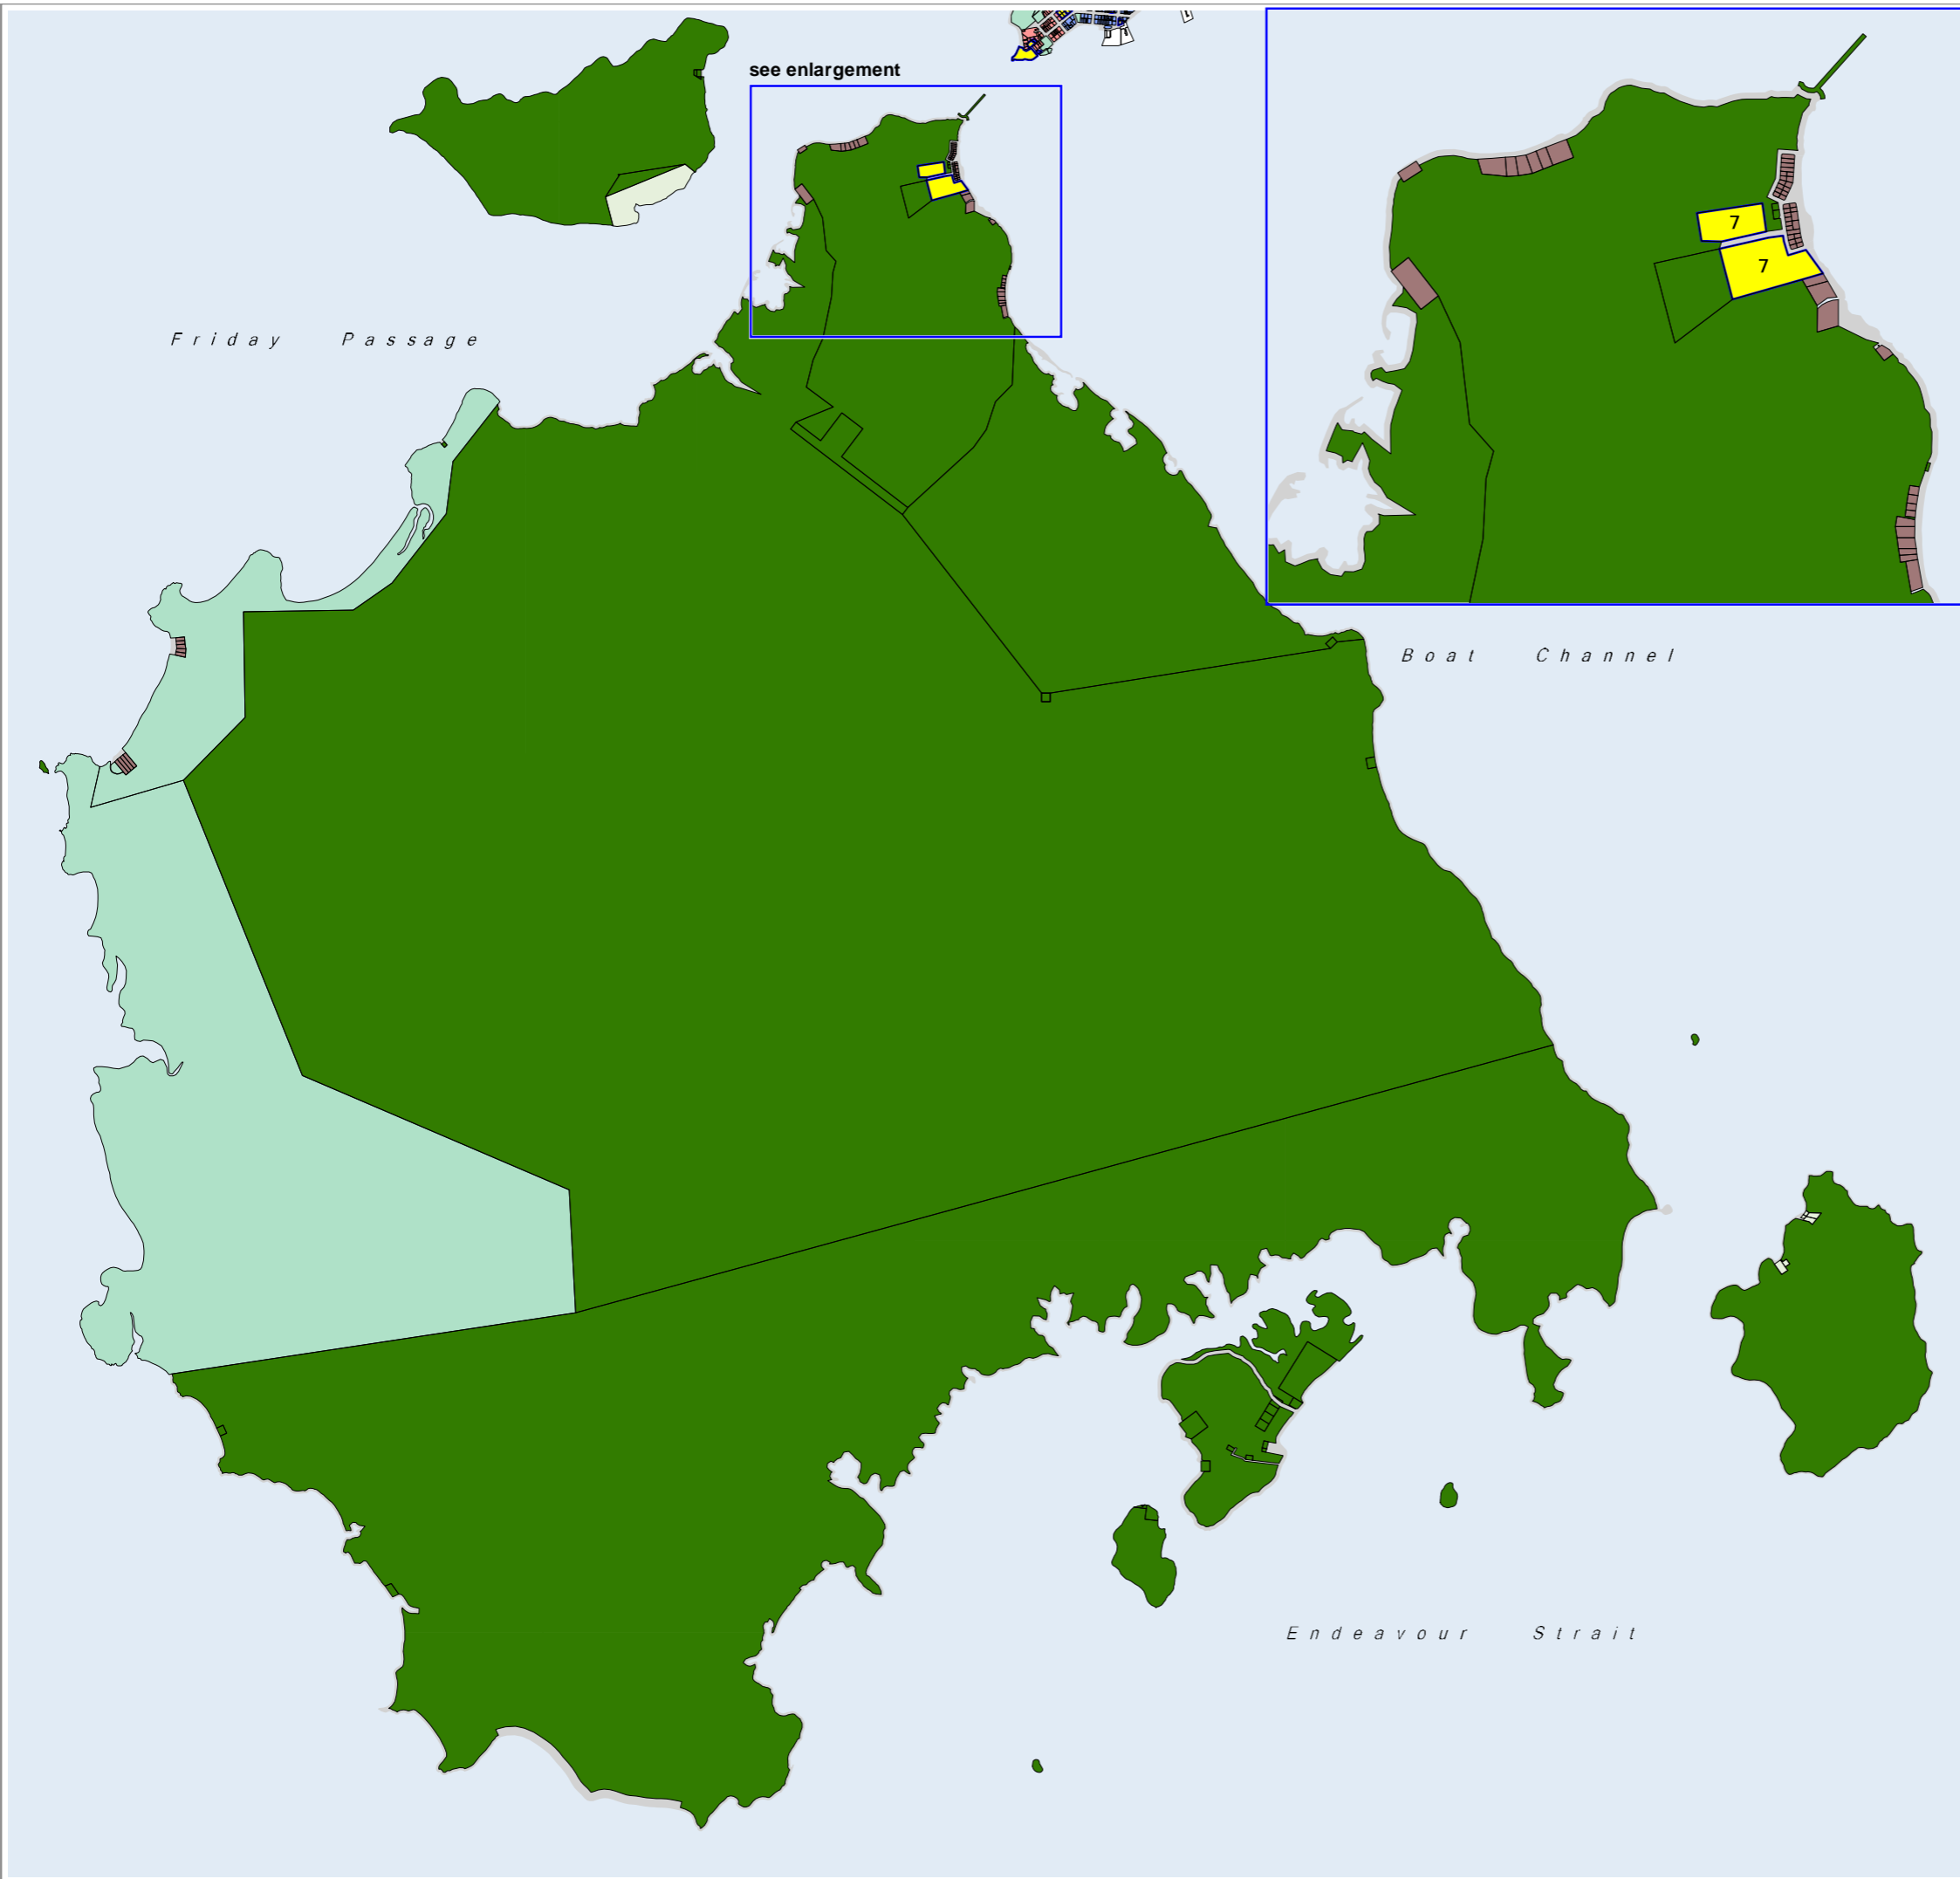 see enlargement
7
7
Friday Passage
Boat Channel
Endeavour Strait